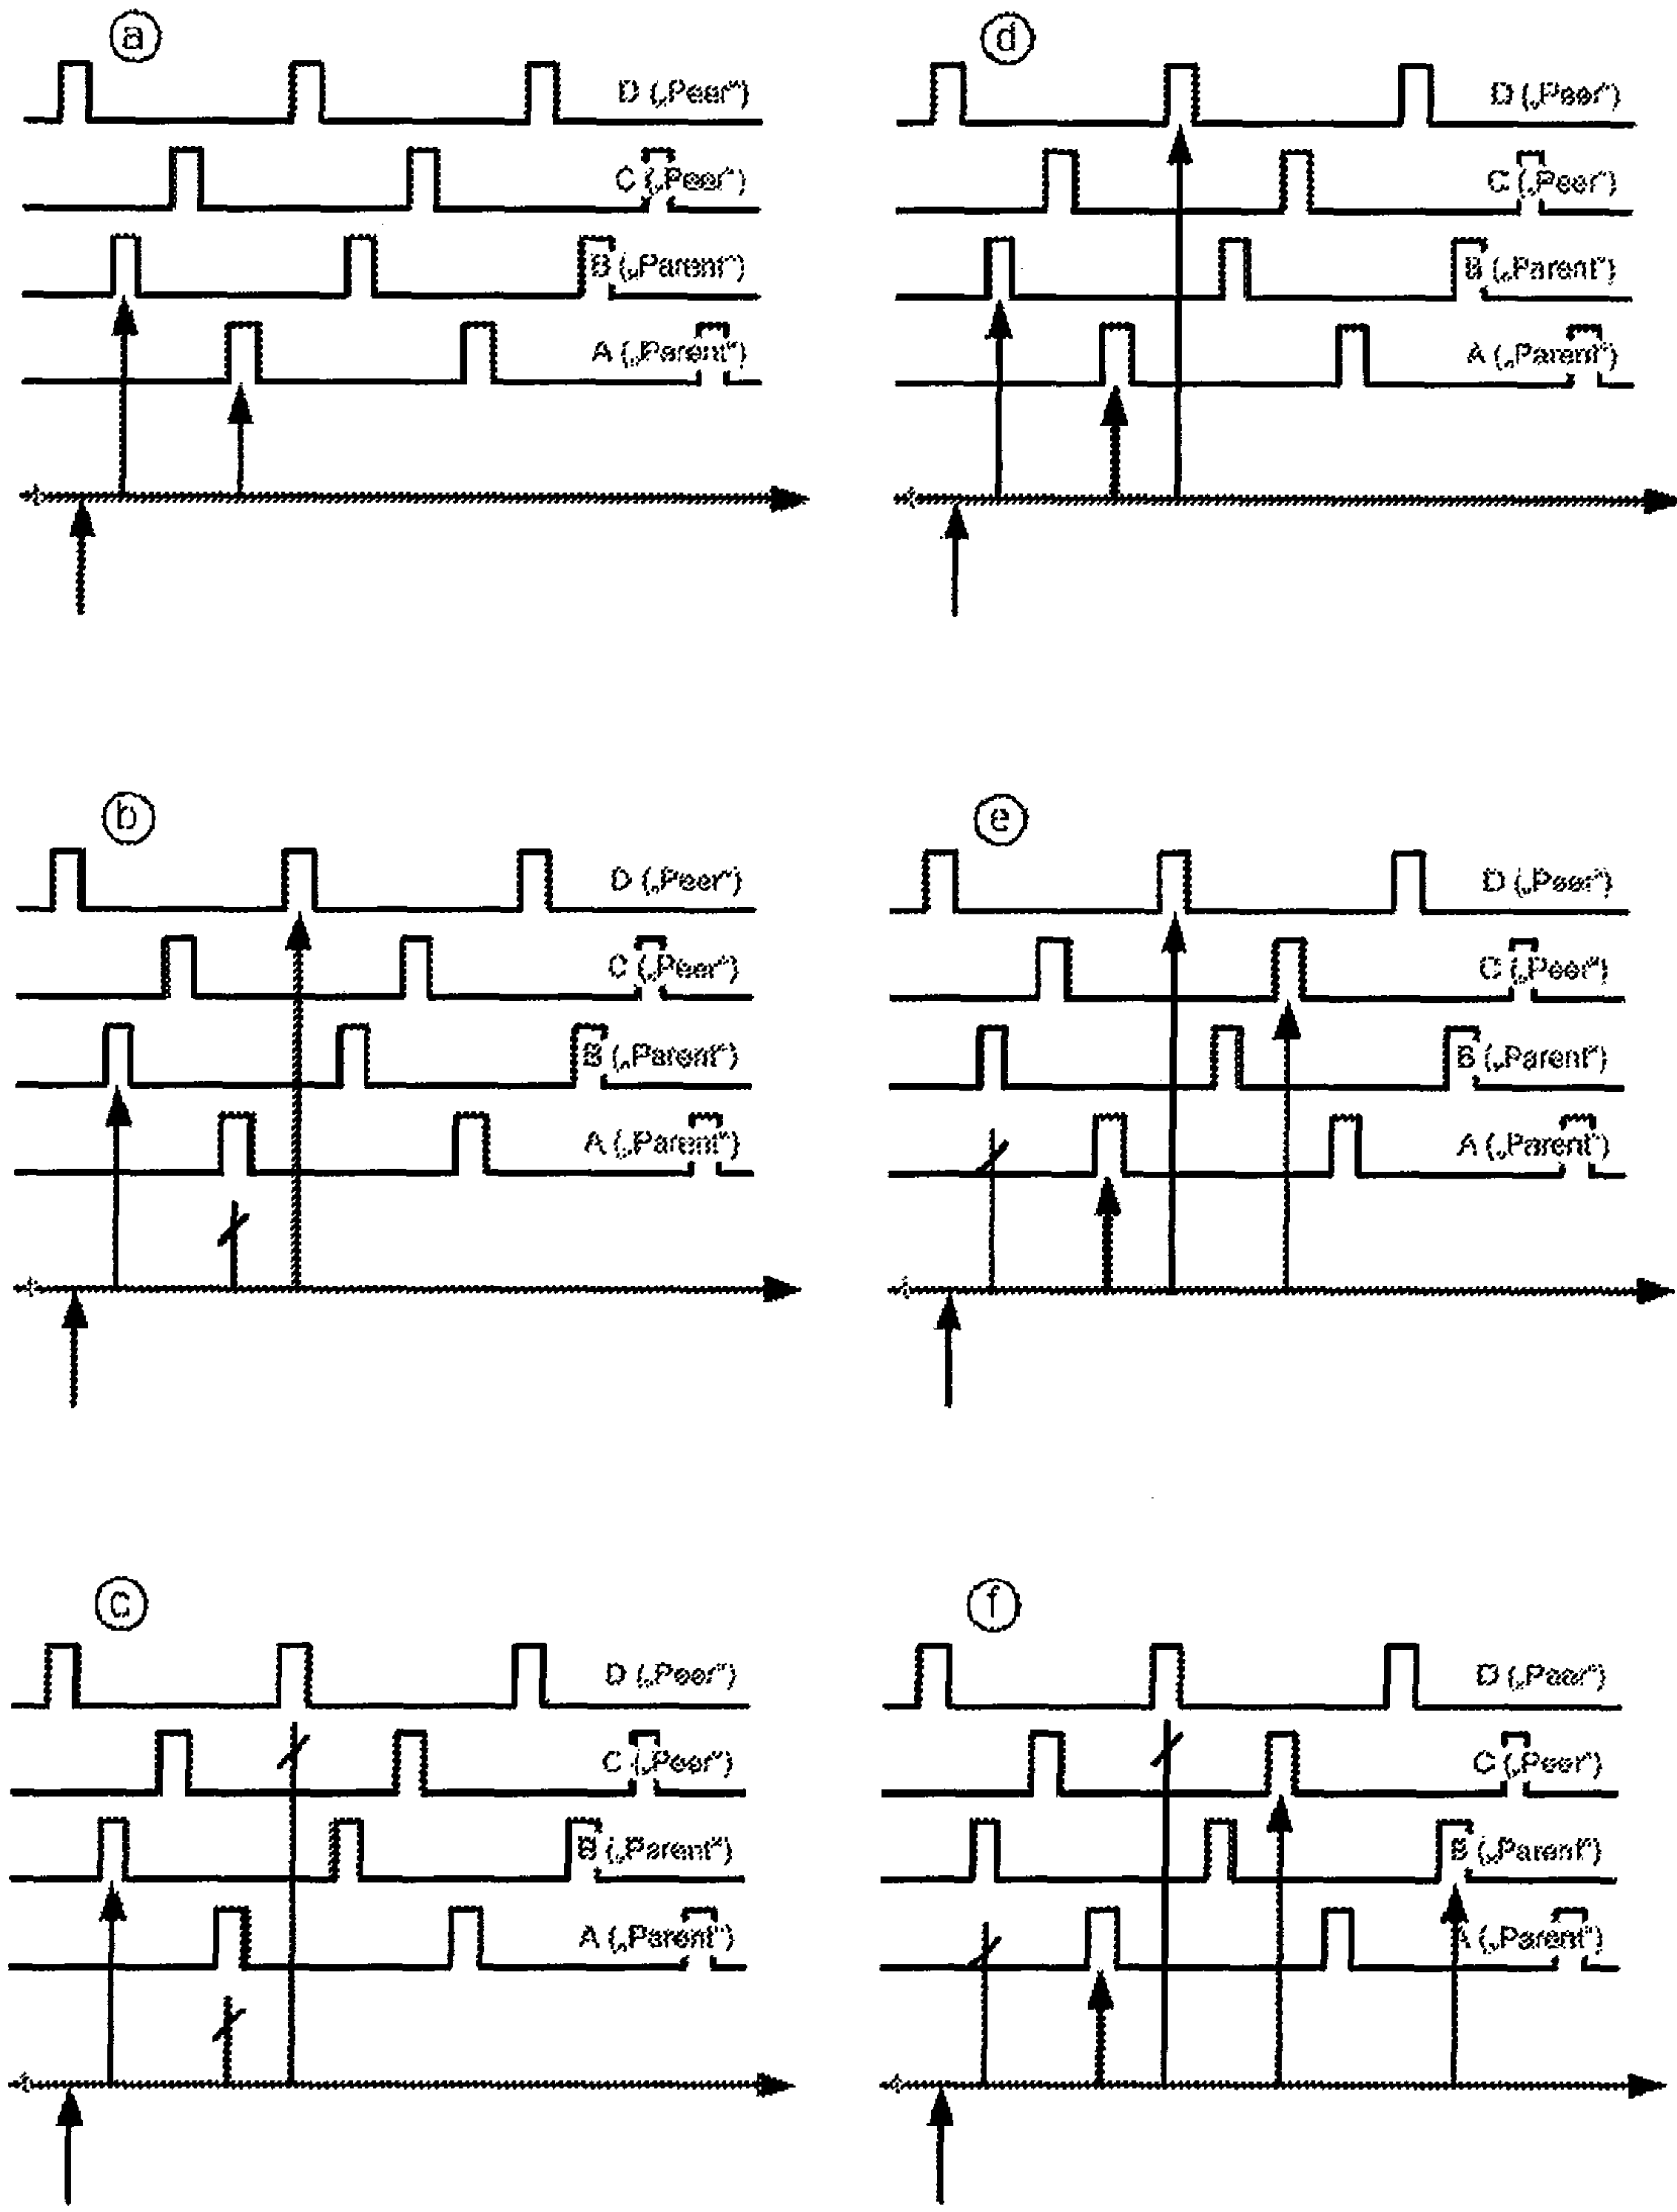 a
D („Peer“)
C („Peer“)
B („Parent“)
A („Parent“)
b
D („Peer“)
C („Peer“)
B („Parent“)
A („Parent“)
c
D („Peer“)
C („Peer“)
B („Parent“)
A („Parent“)
d
D („Peer“)
C („Peer“)
B („Parent“)
A („Parent“)
e
D („Peer“)
C („Peer“)
B („Parent“)
A („Parent“)
f
D („Peer“)
C („Peer“)
B („Parent“)
A („Parent“)